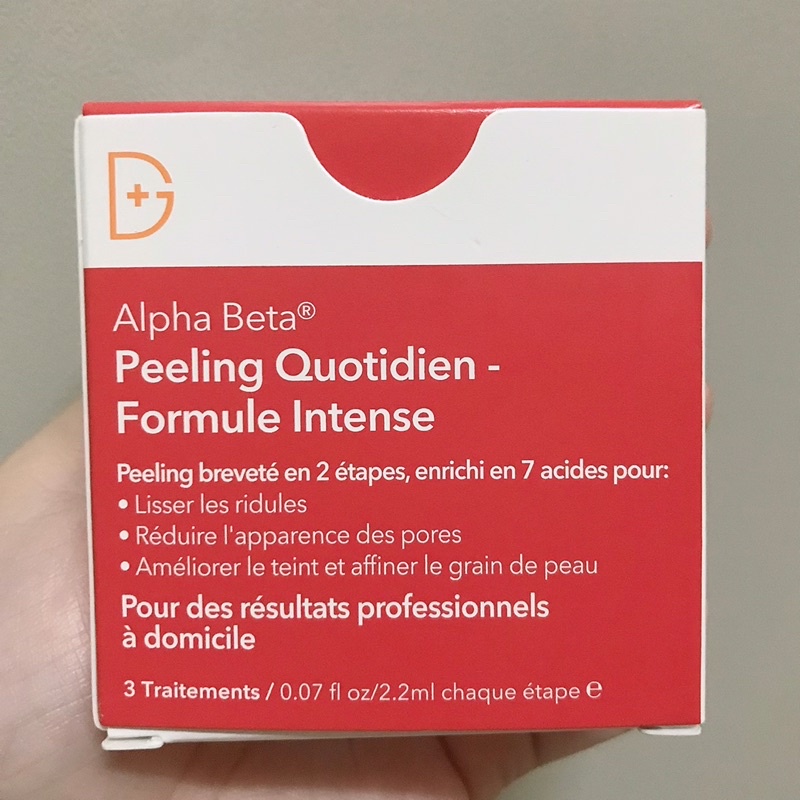 D+G
Alpha Beta®
Peeling Quotidien -
Formule Intense
Peeling breveté en 2 étapes, enrichi en 7 acides pour:
• Lisser les ridules
• Réduire l'apparence des pores
• Améliorer le teint et affiner le grain de peau
Pour des résultats professionnels
à domicile
3 Traitements / 0.07 fl oz/2.2ml chaque étape ℮